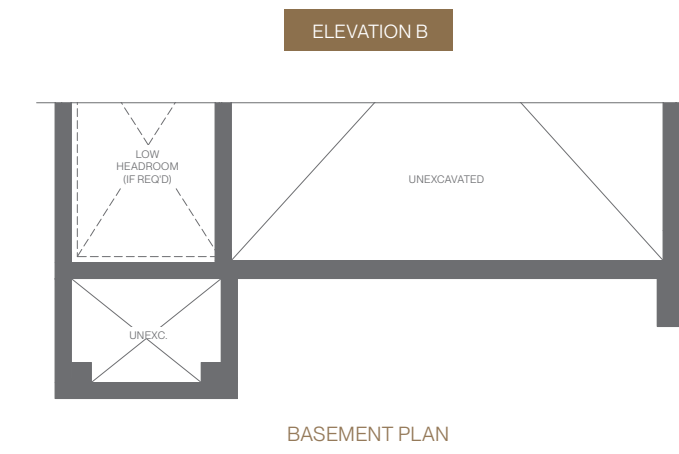 ELEVATION B
LOW
HEADROOM
(IF REQ'D)
UNEXCAVATED
UNEXC.
BASEMENT PLAN